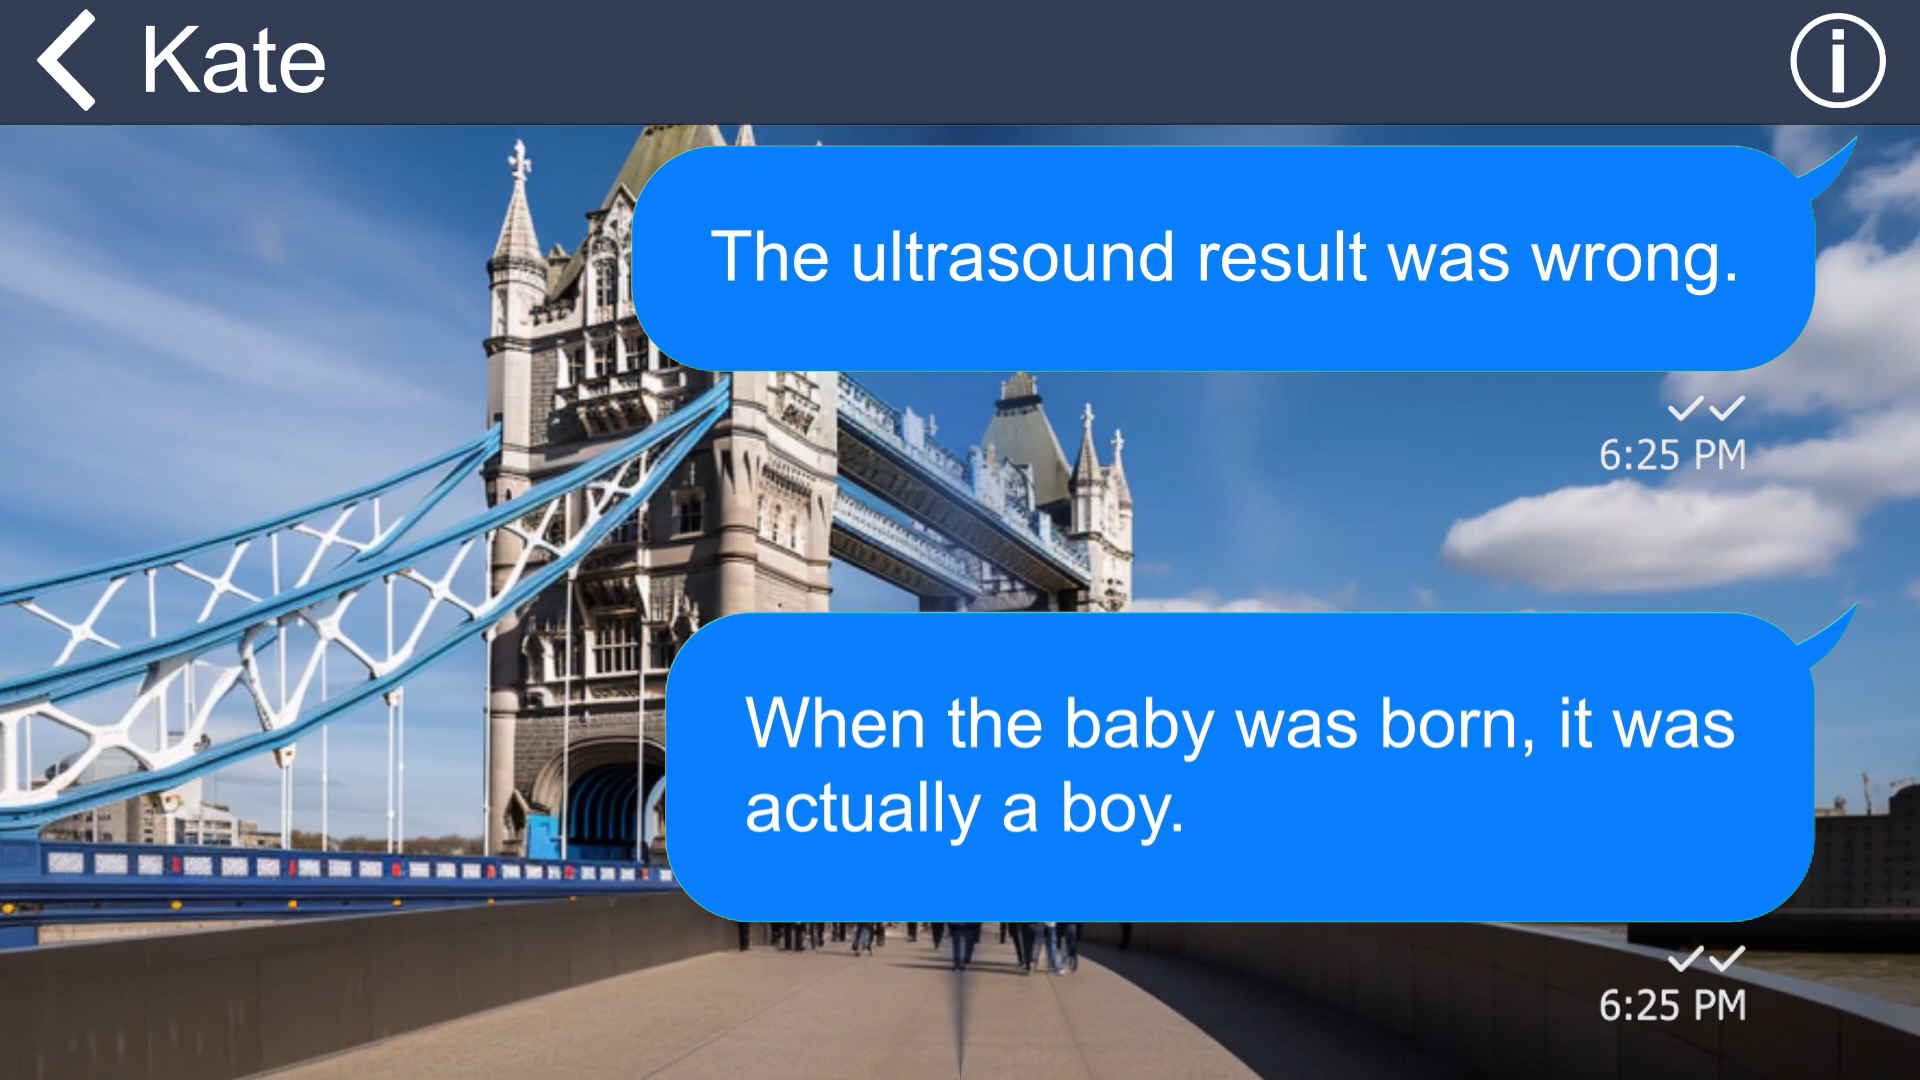 Kate
The ultrasound result was wrong.
6:25 PM
When the baby was born, it was
actually a boy.
6:25 PM